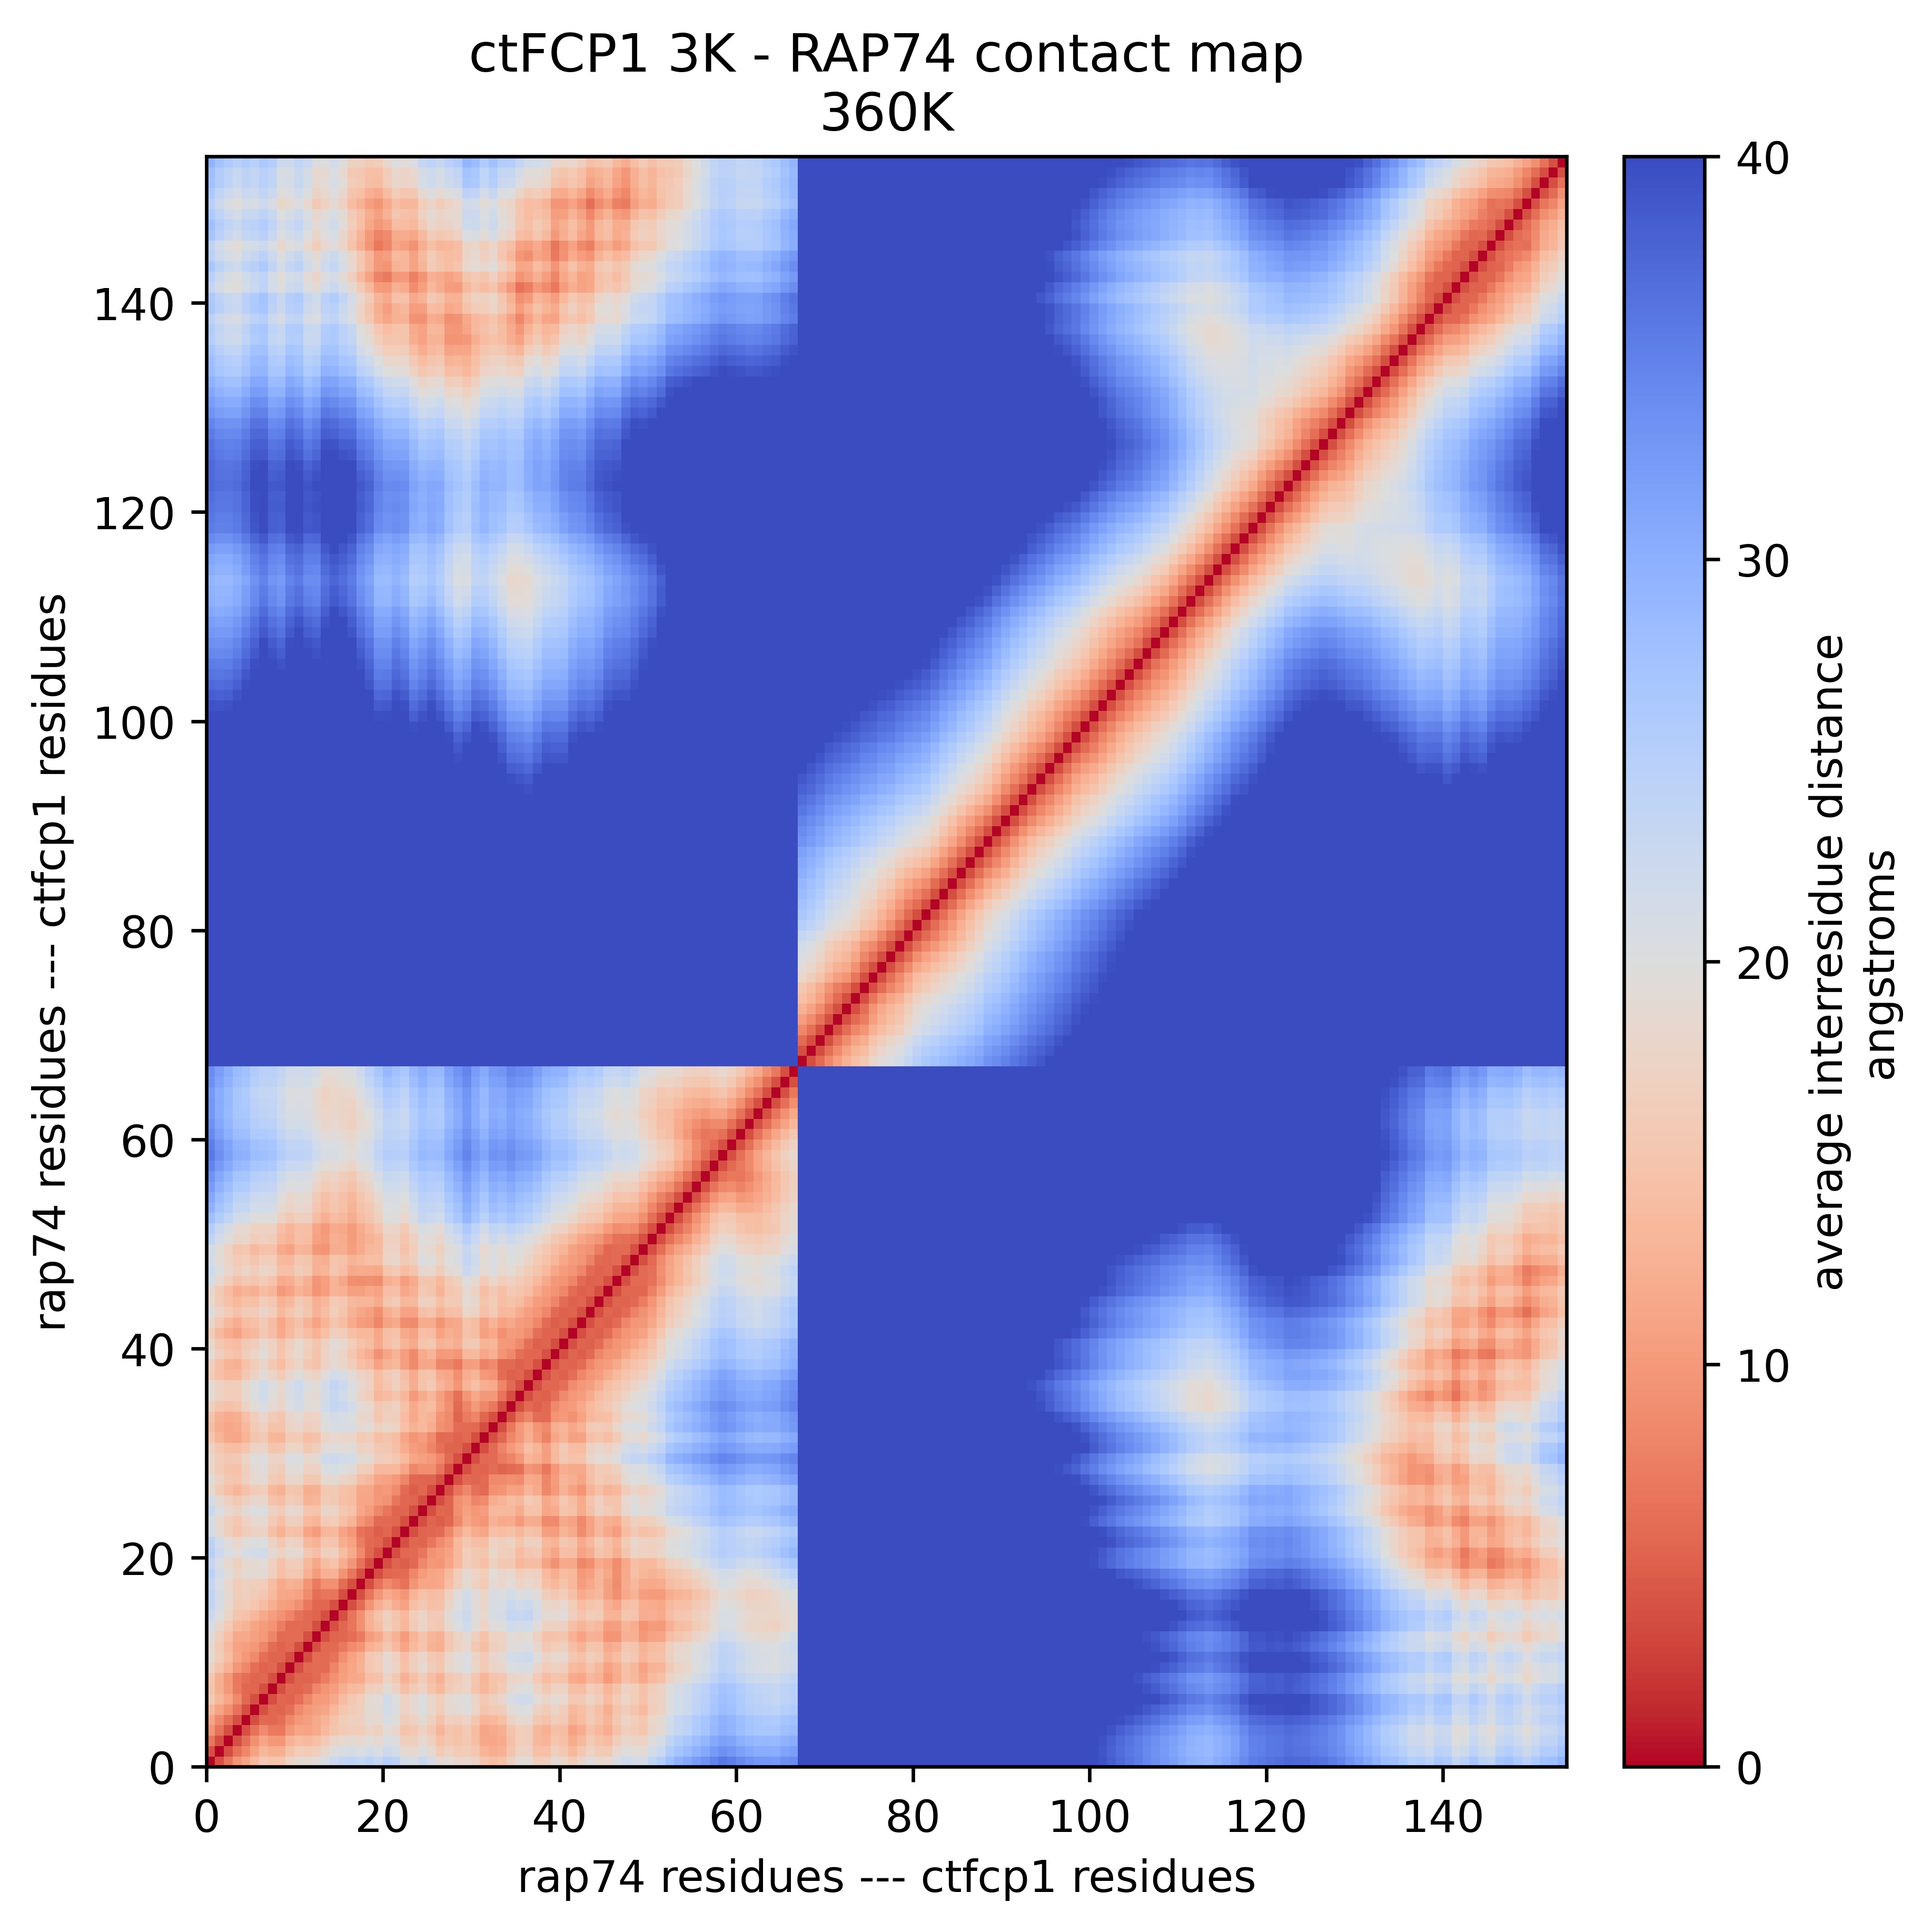 ctFCP1 3K - RAP74 contact map
360K
rap74 residues --- ctfcp1 residues
140
120
100
80
60
40
20
0
0 20 40 60 80 100 120 140
rap74 residues --- ctfcp1 residues
40
30
20
10
0
average interresidue distance
angstroms